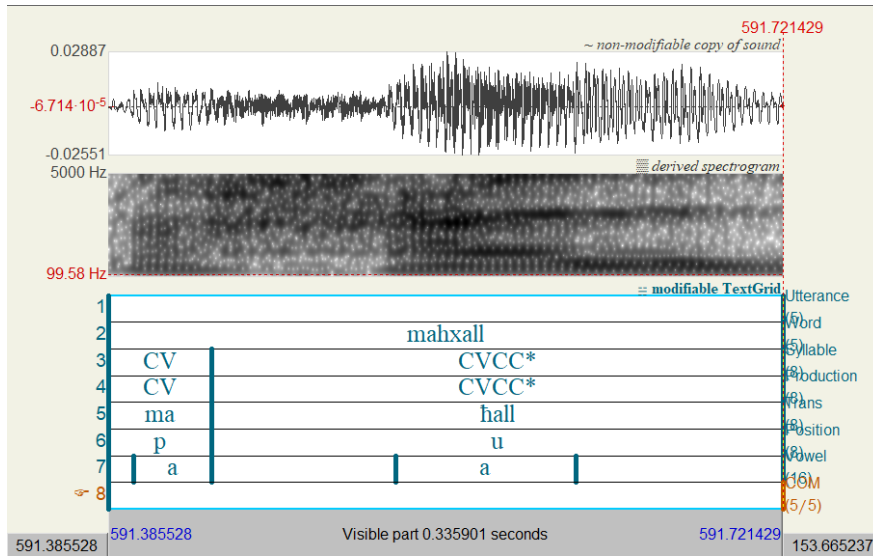 591.721429
0.02887
~ non-modifiable copy of sound
-6.714·10-5
-0.02551
5000 Hz
▒ derived spectrogram
99.58 Hz
∷ modifiable TextGrid
1 Utterance (5)
2 mahxall Word (5)
3 CV CVCC* Syllable (8)
4 CV CVCC* Production (8)
5 ma ħall Trans (8)
6 p u Position (8)
7 a a Vowel (16)
☞ 8 COM (5/5)
591.385528 591.385528 Visible part 0.335901 seconds 591.721429 153.665237